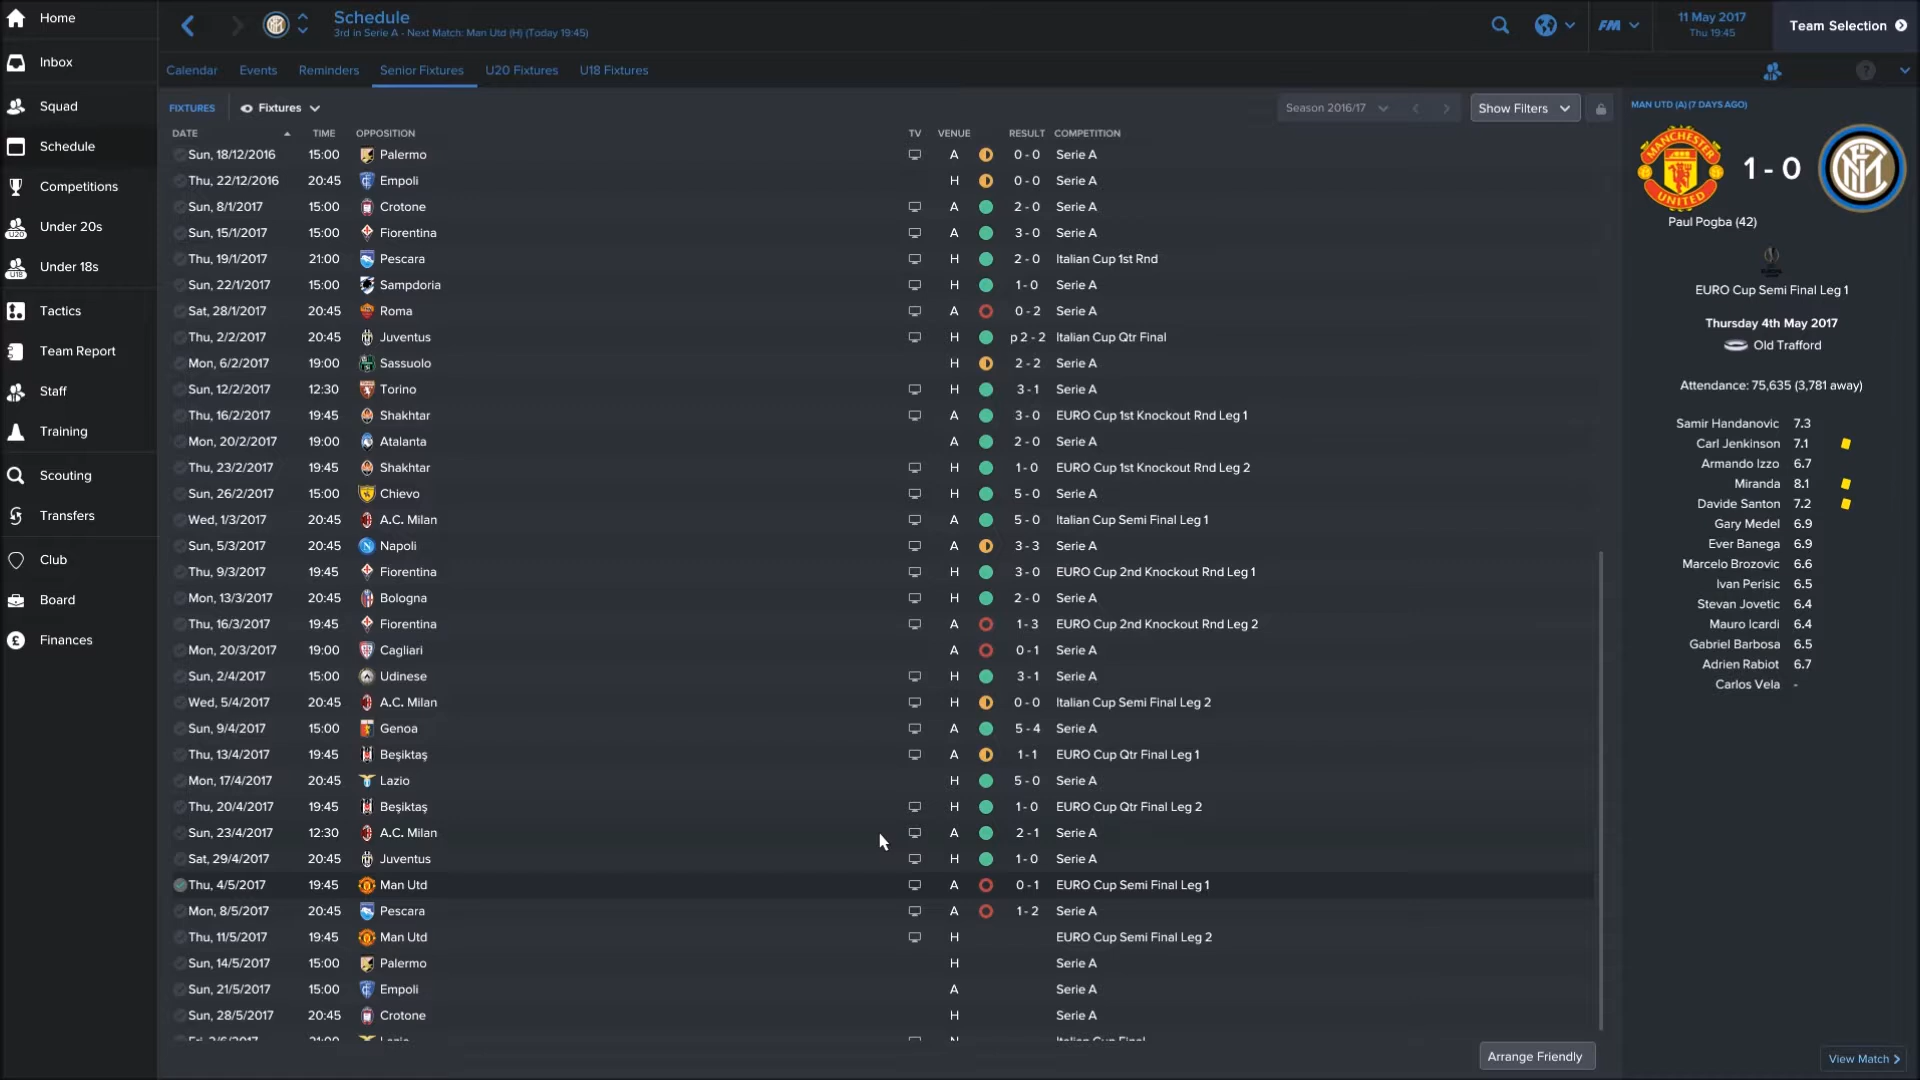 Home
Inbox
Squad
Schedule
Competitions
Under 20s
Under 18s
Tactics
Team Report
Staff
Training
Scouting
Transfers
Club
Board
Finances
Schedule
3rd in Serie A - Next Match: Man Utd (H) (Today 19:45)
FM
11 May 2017
Thu 19:45
Team Selection
Calendar Events Reminders Senior Fixtures U20 Fixtures U18 Fixtures
FIXTURES Fixtures Season 2016/17 Show Filters
DATE TIME OPPOSITION TV VENUE RESULT COMPETITION
Sun, 18/12/2016 15:00 Palermo A 0 - 0 Serie A
Thu, 22/12/2016 20:45 Empoli H 0 - 0 Serie A
Sun, 8/1/2017 15:00 Crotone A 2 - 0 Serie A
Sun, 15/1/2017 15:00 Fiorentina A 3 - 0 Serie A
Thu, 19/1/2017 21:00 Pescara H 2 - 0 Italian Cup 1st Rnd
Sun, 22/1/2017 15:00 Sampdoria H 1 - 0 Serie A
Sat, 28/1/2017 20:45 Roma A 0 - 2 Serie A
Thu, 2/2/2017 20:45 Juventus H p 2 - 2 Italian Cup Qtr Final
Mon, 6/2/2017 19:00 Sassuolo H 2 - 2 Serie A
Sun, 12/2/2017 12:30 Torino H 3 - 1 Serie A
Thu, 16/2/2017 19:45 Shakhtar A 3 - 0 EURO Cup 1st Knockout Rnd Leg 1
Mon, 20/2/2017 19:00 Atalanta A 2 - 0 Serie A
Thu, 23/2/2017 19:45 Shakhtar H 1 - 0 EURO Cup 1st Knockout Rnd Leg 2
Sun, 26/2/2017 15:00 Chievo H 5 - 0 Serie A
Wed, 1/3/2017 20:45 A.C. Milan A 5 - 0 Italian Cup Semi Final Leg 1
Sun, 5/3/2017 20:45 Napoli A 3 - 3 Serie A
Thu, 9/3/2017 19:45 Fiorentina H 3 - 0 EURO Cup 2nd Knockout Rnd Leg 1
Mon, 13/3/2017 20:45 Bologna H 2 - 0 Serie A
Thu, 16/3/2017 19:45 Fiorentina A 1 - 3 EURO Cup 2nd Knockout Rnd Leg 2
Mon, 20/3/2017 19:00 Cagliari A 0 - 1 Serie A
Sun, 2/4/2017 15:00 Udinese H 3 - 1 Serie A
Wed, 5/4/2017 20:45 A.C. Milan H 0 - 0 Italian Cup Semi Final Leg 2
Sun, 9/4/2017 15:00 Genoa A 5 - 4 Serie A
Thu, 13/4/2017 19:45 Beşiktaş A 1 - 1 EURO Cup Qtr Final Leg 1
Mon, 17/4/2017 20:45 Lazio H 5 - 0 Serie A
Thu, 20/4/2017 19:45 Beşiktaş H 1 - 0 EURO Cup Qtr Final Leg 2
Sun, 23/4/2017 12:30 A.C. Milan A 2 - 1 Serie A
Sat, 29/4/2017 20:45 Juventus H 1 - 0 Serie A
Thu, 4/5/2017 19:45 Man Utd A 0 - 1 EURO Cup Semi Final Leg 1
Mon, 8/5/2017 20:45 Pescara A 1 - 2 Serie A
Thu, 11/5/2017 19:45 Man Utd H EURO Cup Semi Final Leg 2
Sun, 14/5/2017 15:00 Palermo H Serie A
Sun, 21/5/2017 15:00 Empoli A Serie A
Sun, 28/5/2017 20:45 Crotone H Serie A
Fri, 2/6/2017 21:00 Lazio N Italian Cup Final
Arrange Friendly
MAN UTD (A) (7 DAYS AGO)
MANCHESTER
UNITED
1 - 0
Paul Pogba (42)
EURO Cup Semi Final Leg 1
Thursday 4th May 2017
Old Trafford
Attendance: 75,635 (3,781 away)
Samir Handanovic 7.3
Carl Jenkinson 7.1
Armando Izzo 6.7
Miranda 8.1
Davide Santon 7.2
Gary Medel 6.9
Ever Banega 6.9
Marcelo Brozovic 6.6
Ivan Perisic 6.5
Stevan Jovetic 6.4
Mauro Icardi 6.4
Gabriel Barbosa 6.5
Adrien Rabiot 6.7
Carlos Vela -
View Match